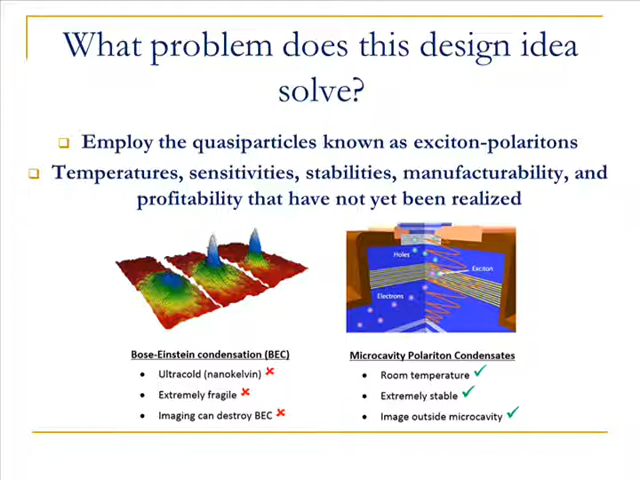 What problem does this design idea
solve?
Employ the quasiparticles known as exciton-polaritons
Temperatures, sensitivities, stabilities, manufacturability, and
profitability that have not yet been realized
Holes
Exciton
Electrons
Bose-Einstein condensation (BEC)
Ultracold (nanokelvin)
Extremely fragile
Imaging can destroy BEC
Microcavity Polariton Condensates
Room temperature
Extremely stable
Image outside microcavity